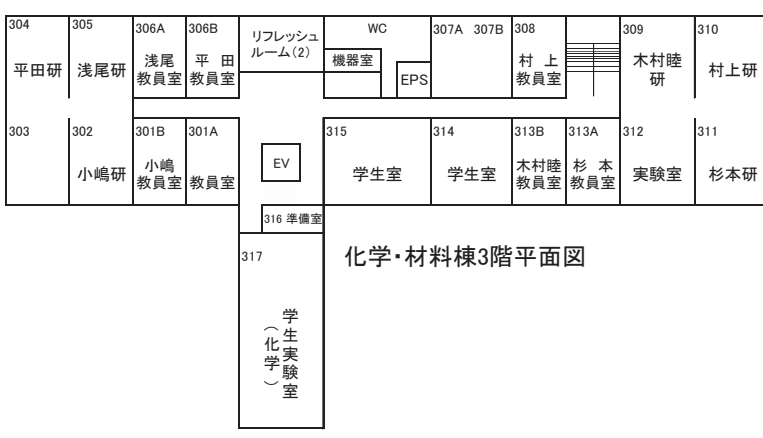 304
平田研
305
浅尾研
306A
浅尾
教員室
306B
平 田
教員室
リフレッシュ
ルーム(2)
WC
機器室
EPS
307A 307B
308
村 上
教員室
309
木村睦
研
310
村上研
303
302
小嶋研
301B
小嶋
教員室
301A
教員室
EV
315
学生室
314
学生室
313B
木村睦
教員室
313A
杉 本
教員室
312
実験室
311
杉本研
316 準備室
317
学生実験室
(化学)
化学・材料棟3階平面図